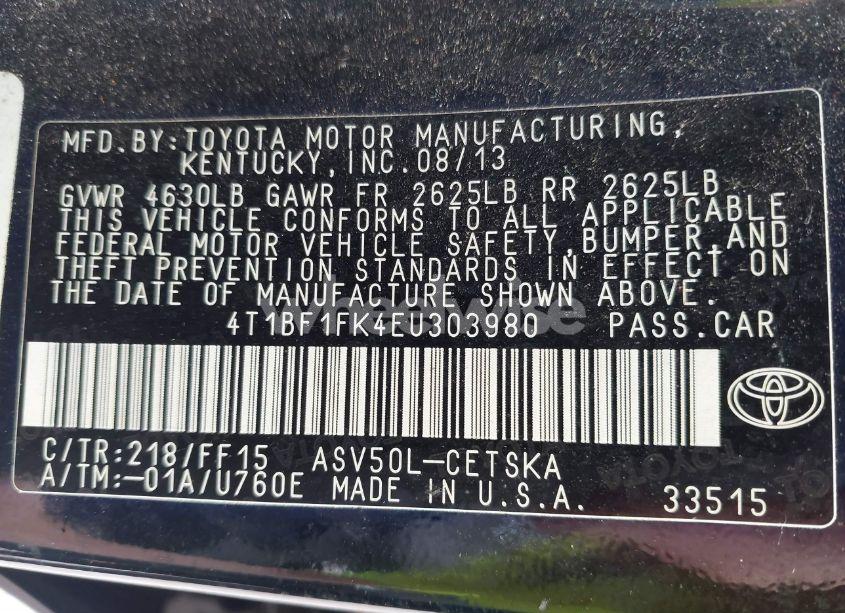 MFD.BY:TOYOTA MOTOR MANUFACTURING,
KENTUCKY,INC.08/13
GVWR 4630LB GAWR FR 2625LB RR 2625LB
THIS VEHICLE CONFORMS TO ALL APPLICABLE
FEDERAL MOTOR VEHICLE SAFETY,BUMPER,AND
THEFT PREVENTION STANDARDS IN EFFECT ON
THE DATE OF MANUFACTURE SHOWN ABOVE.
4T1BF1FK4EU303980 PASS.CAR
C/TR:218/FF15 ASV50L-CETSKA
A/TM:-01A/U760E MADE IN U.S.A. 33515